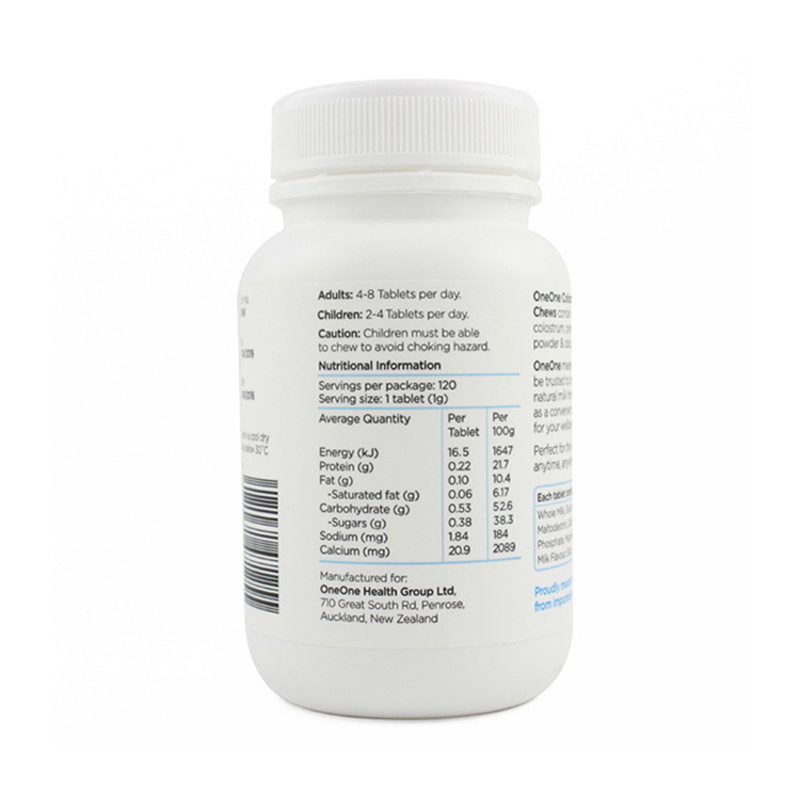 Adults: 4-8 Tablets per day.
Children: 2-4 Tablets per day.
Caution: Children must be able
to chew to avoid choking hazard.
Nutritional Information
Servings per package: 120
Serving size: 1 tablet (1g)
Average Quantity Per Tablet Per 100g
Energy (kJ) 16.5 1647
Protein (g) 0.22 21.7
Fat (g) 0.10 10.4
-Saturated fat (g) 0.06 6.17
Carbohydrate (g) 0.53 52.6
-Sugars (g) 0.38 38.3
Sodium (mg) 1.84 184
Calcium (mg) 20.9 2089
Manufactured for:
OneOne Health Group Ltd,
710 Great South Rd, Penrose,
Auckland, New Zealand
cool dry
below 30°C
OneOne
Chews
colostrum,
powder &
OneOne
be trusted to
natural milk
as a
for your
Perfect for
anytime,
Each tablet
Whole Milk,
Maltodextrin,
Phosphate,
Milk Flavour,
Proudly
from